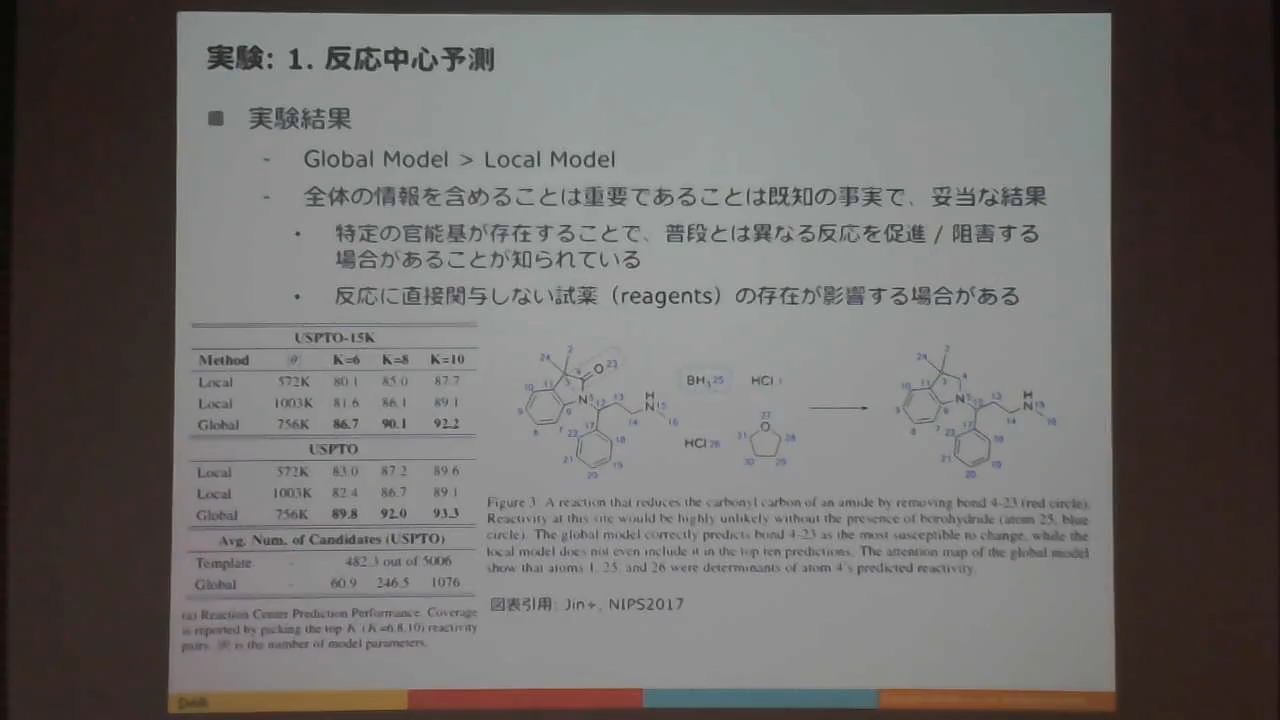 実験: 1. 反応中心予測
実験結果
- Global Model > Local Model
- 全体の情報を含めることは重要であることは既知の事実で、妥当な結果
• 特定の官能基が存在することで、普段とは異なる反応を促進 / 阻害する
場合があることが知られている
• 反応に直接関与しない試薬（reagents）の存在が影響する場合がある
USPTO-15K
Method |θ| K=6 K=8 K=10
Local 572K 80.1 85.0 87.7
Local 1003K 81.6 86.1 89.1
Global 756K 86.7 90.1 92.2
USPTO
Local 572K 83.0 87.2 89.6
Local 1003K 82.4 86.7 89.1
Global 756K 89.8 92.0 93.3
Avg. Num. of Candidates (USPTO)
Template - 482.3 out of 5006
Global - 60.9 246.5 1076
(a) Reaction Center Prediction Performance. Coverage
is reported by picking the top K (K=6,8,10) reactivity
pairs. |θ| is the number of model parameters.
BH₃ 25
HCl 1
HCl 26
Figure 3: A reaction that reduces the carbonyl carbon of an amide by removing bond 4-23 (red circle).
Reactivity at this site would be highly unlikely without the presence of borohydride (atom 25, blue
circle). The global model correctly predicts bond 4-23 as the most susceptible to change, while the
local model does not even include it in the top ten predictions. The attention map of the global model
show that atoms 1, 25, and 26 were determinants of atom 4's predicted reactivity.
図表引用: Jin+, NIPS2017
DeNA